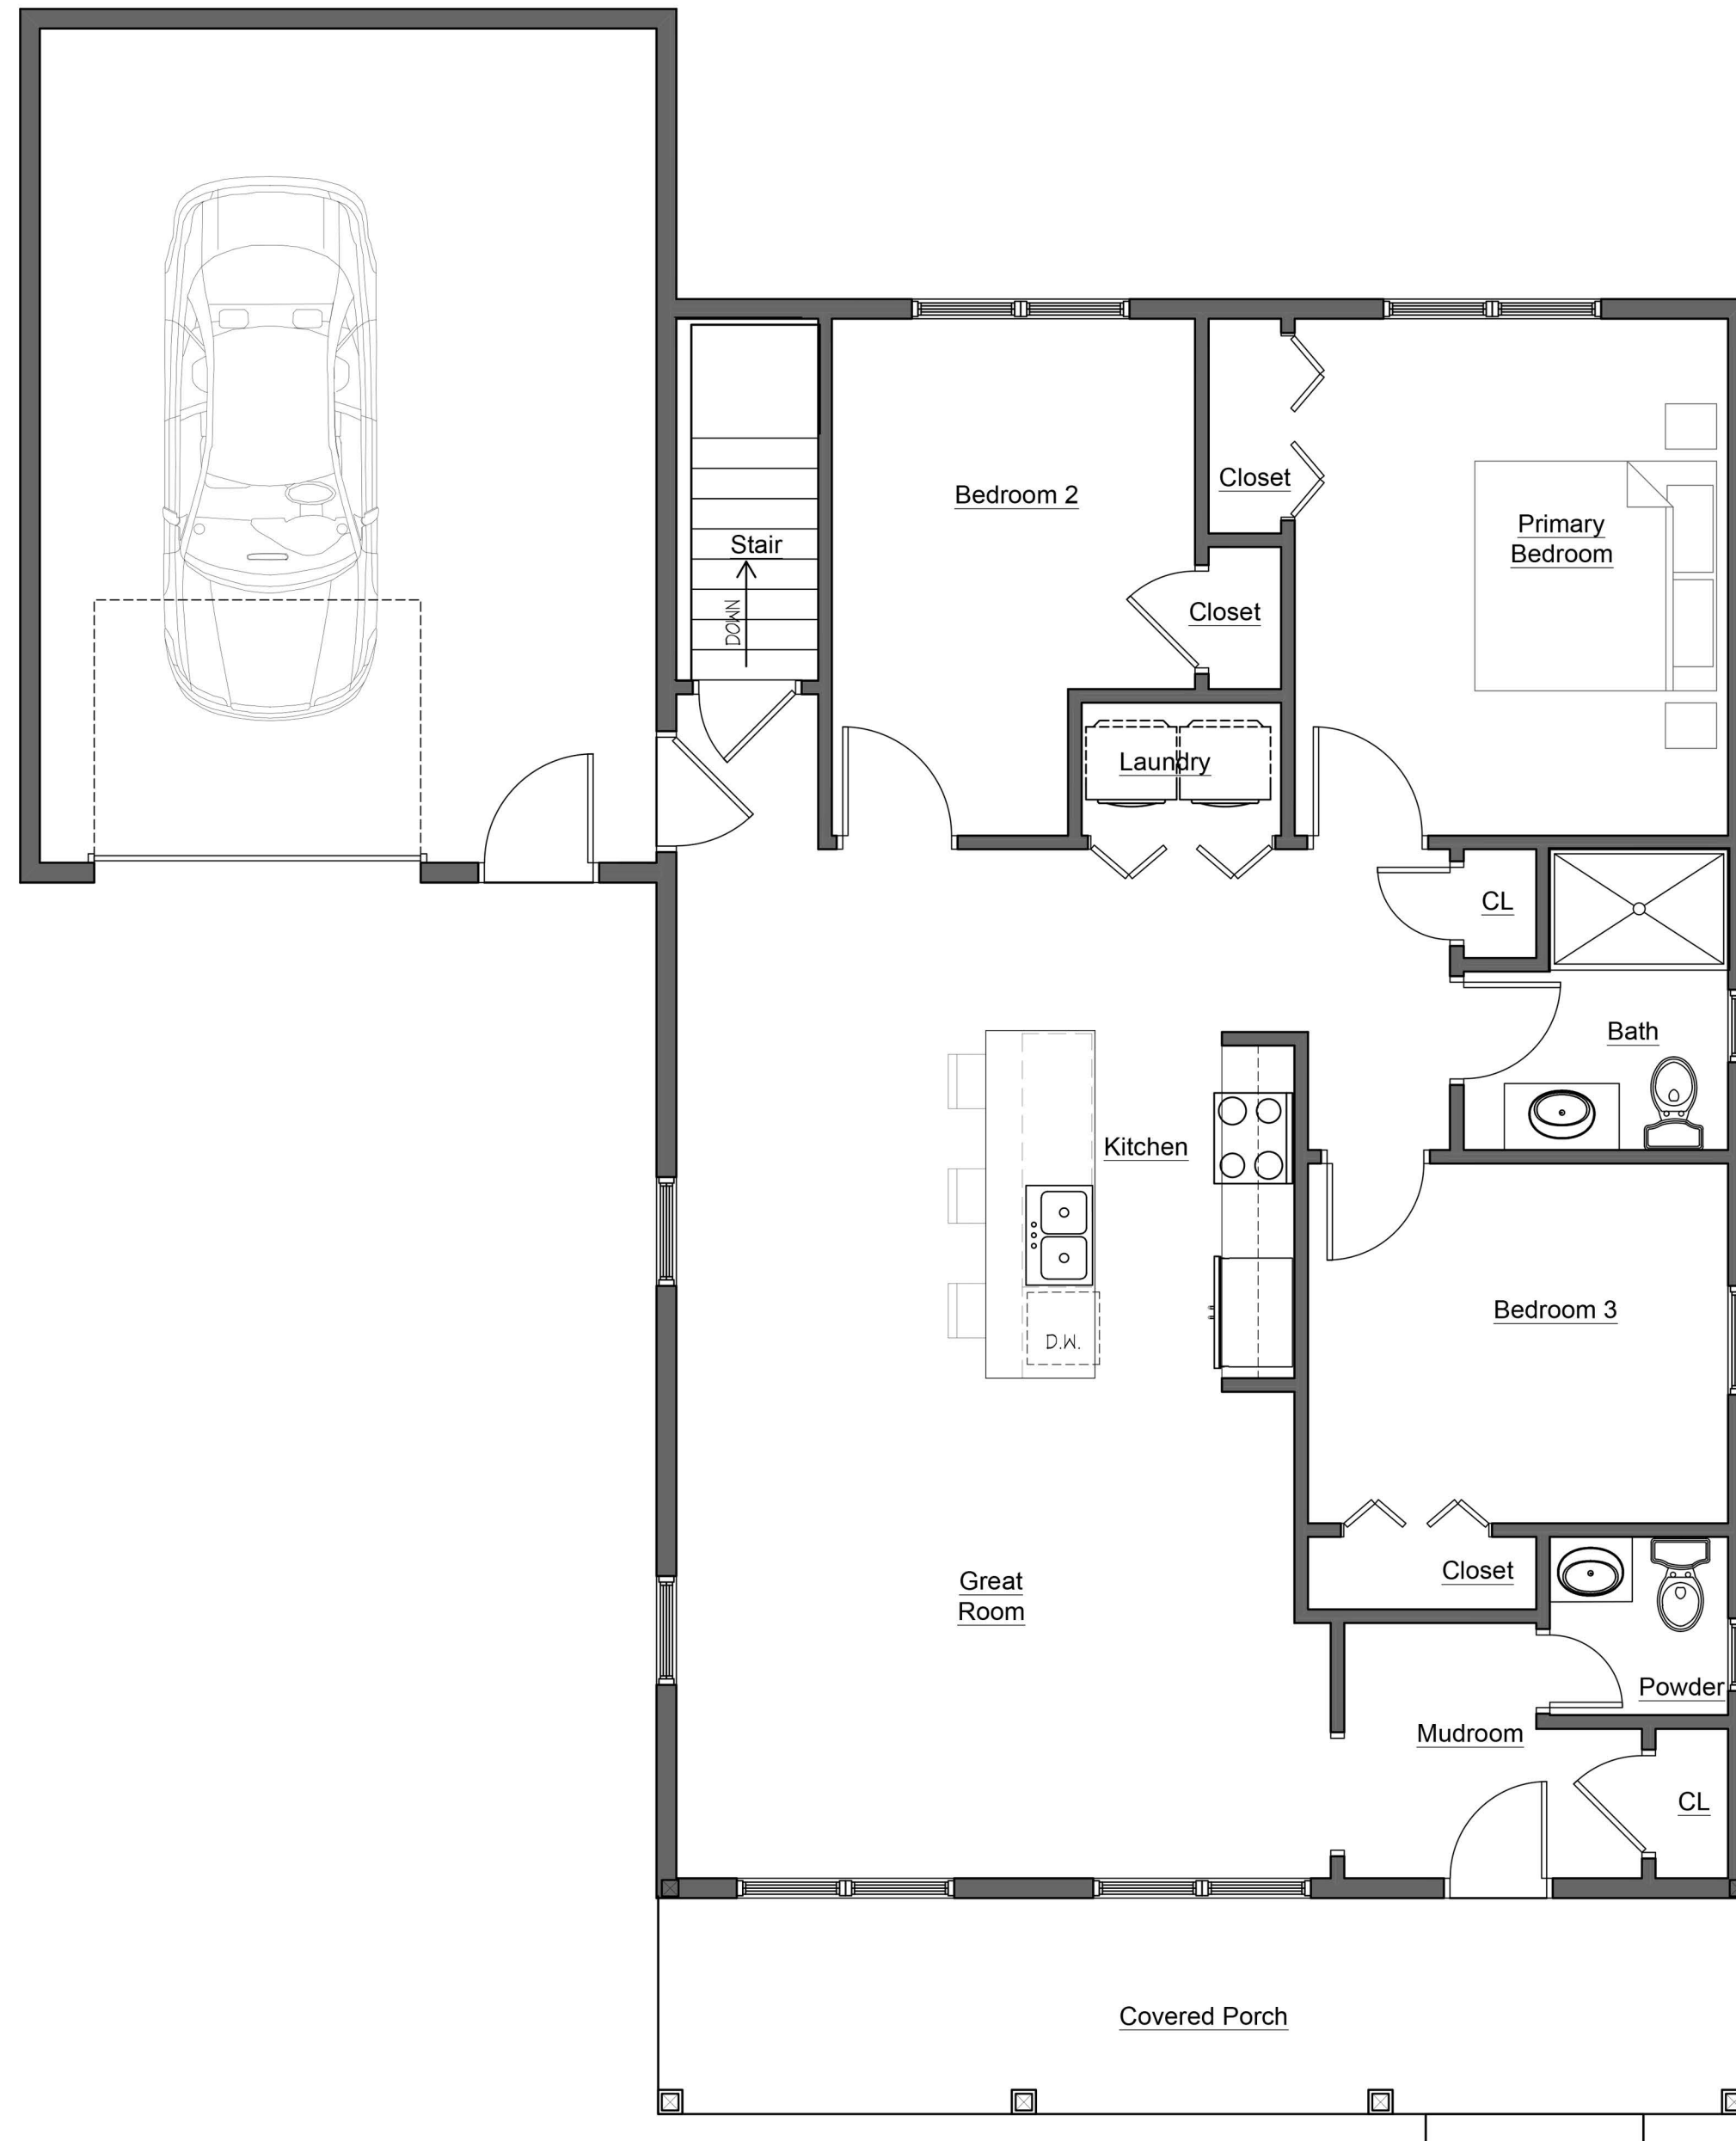 Closet
Bedroom 2
Primary
Bedroom
Stair
DOWN
Closet
Laundry
CL
Bath
Kitchen
Bedroom 3
D.W.
Closet
Great
Room
Powder
Mudroom
CL
Covered Porch